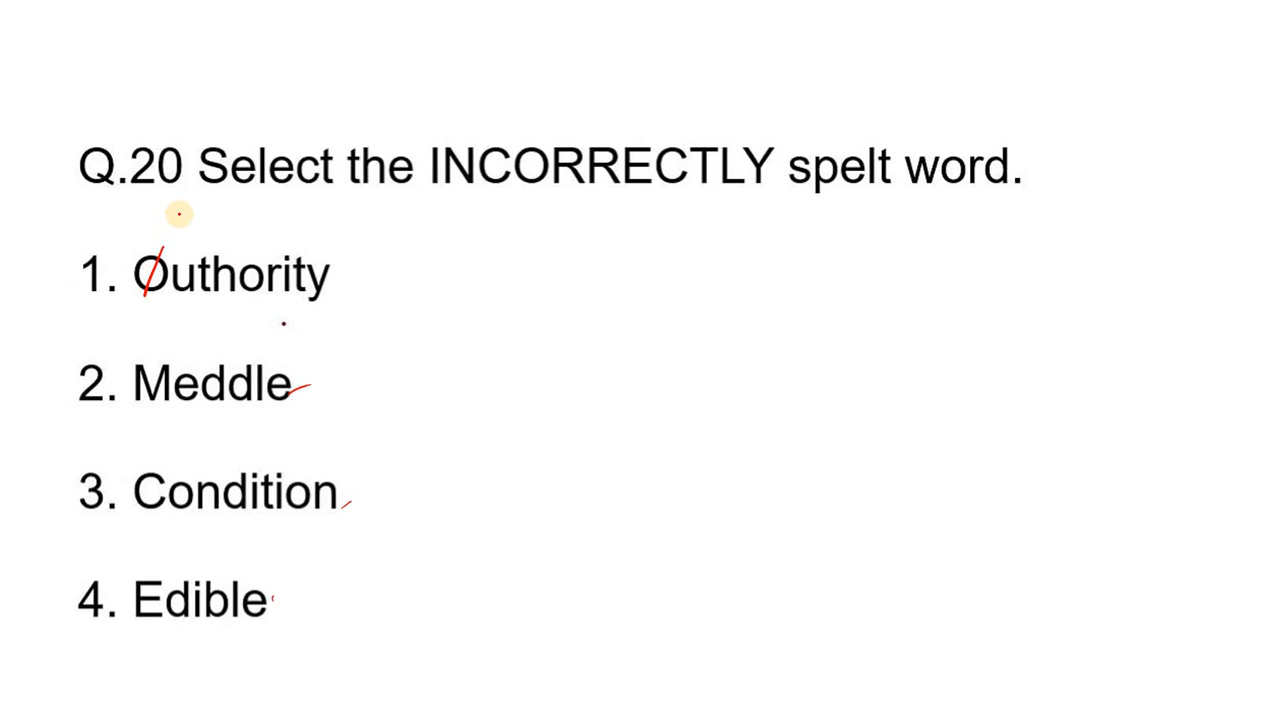 Q.20 Select the INCORRECTLY spelt word.
1. Outhority
2. Meddle
3. Condition
4. Edible